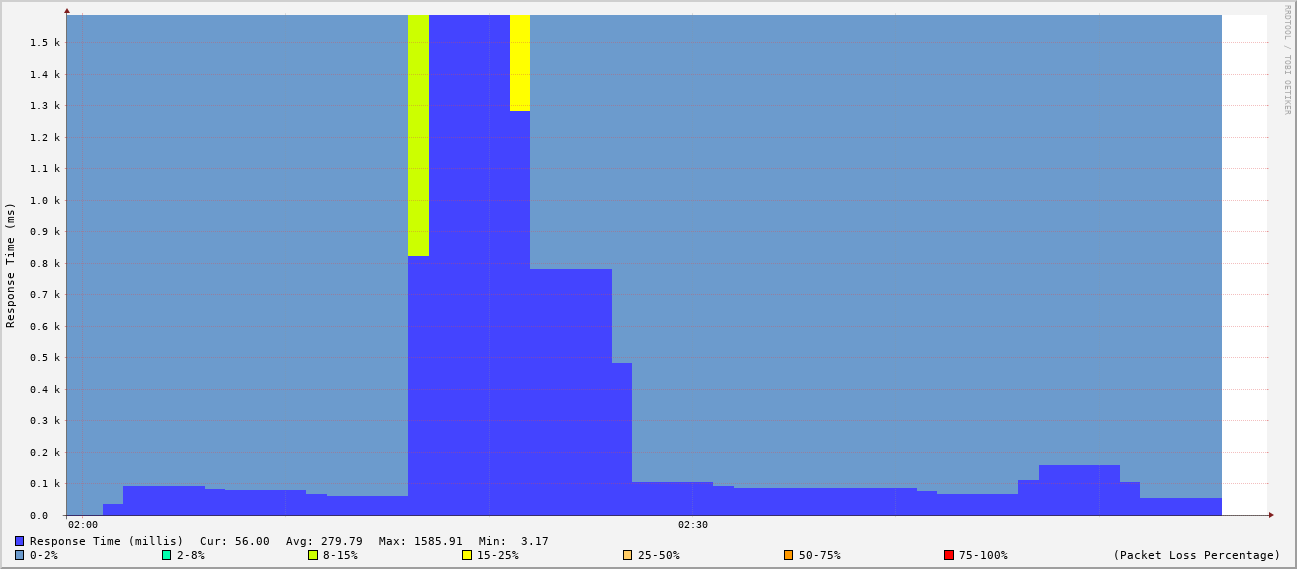 RRDTOOL / TOBI OETIKER
Response Time (ms)
1.5 k
1.4 k
1.3 k
1.2 k
1.1 k
1.0 k
0.9 k
0.8 k
0.7 k
0.6 k
0.5 k
0.4 k
0.3 k
0.2 k
0.1 k
0.0
02:00 02:30
Response Time (millis) Cur: 56.00 Avg: 279.79 Max: 1585.91 Min: 3.17
0-2% 2-8% 8-15% 15-25% 25-50% 50-75% 75-100% (Packet Loss Percentage)